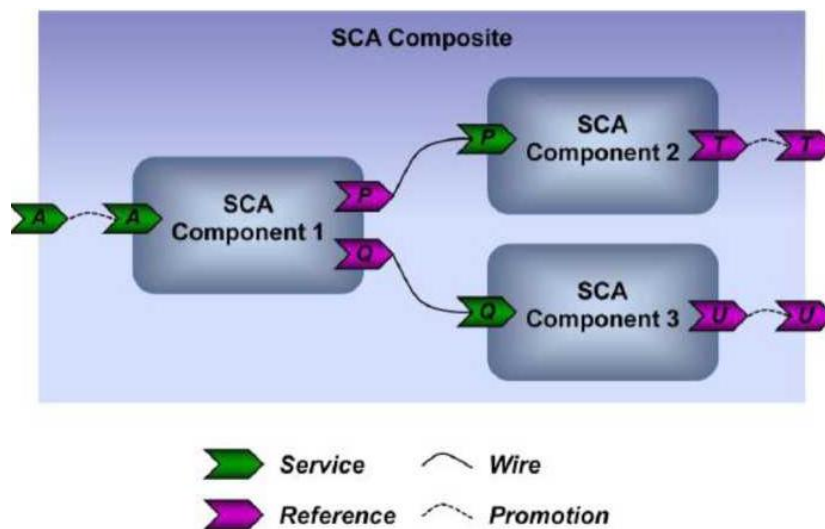 SCA Composite
SCA
Component 2
P
T
T
SCA
Component 1
A
A
P
Q
SCA
Component 3
Q
U
U
Service
Wire
Reference
Promotion